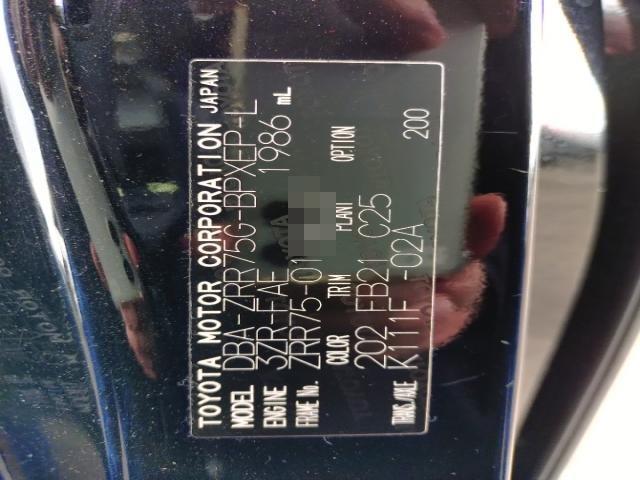 TOYOTA MOTOR CORPORATION JAPAN
MODEL DBA-ZRR75G-BPXEP-L
ENGINE 3ZR-FAE 1986 mL
FRAME No. ZRR75-01
COLOR TRIM PLANT OPTION
202 FB21 C25 200
TRANS./AXLE K111F -02A